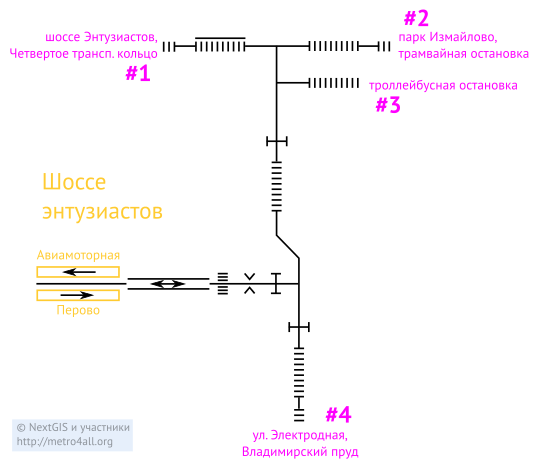 #2
шоссе Энтузиастов,
Четвертое трансп. кольцо
#1
парк Измайлово,
трамвайная остановка
троллейбусная остановка
#3
Шоссе
энтузиастов
Авиамоторная
Перово
#4
ул. Электродная,
Владимирский пруд
© NextGIS и участники
http://metro4all.org